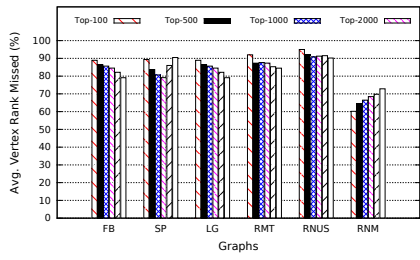 Top-100 Top-500 Top-1000 Top-2000
100
90
80
70
60
50
40
30
20
10
0
Avg. Vertex Rank Missed (%)
FB SP LG RMT RNUS RNM
Graphs